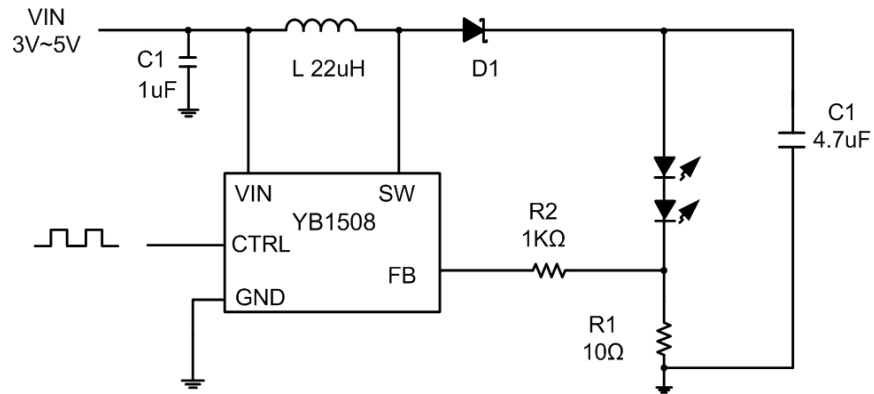 VIN
3V~5V
C1
1uF
L 22uH
D1
C1
4.7uF
VIN
SW
YB1508
CTRL
FB
GND
R2
1KΩ
R1
10Ω